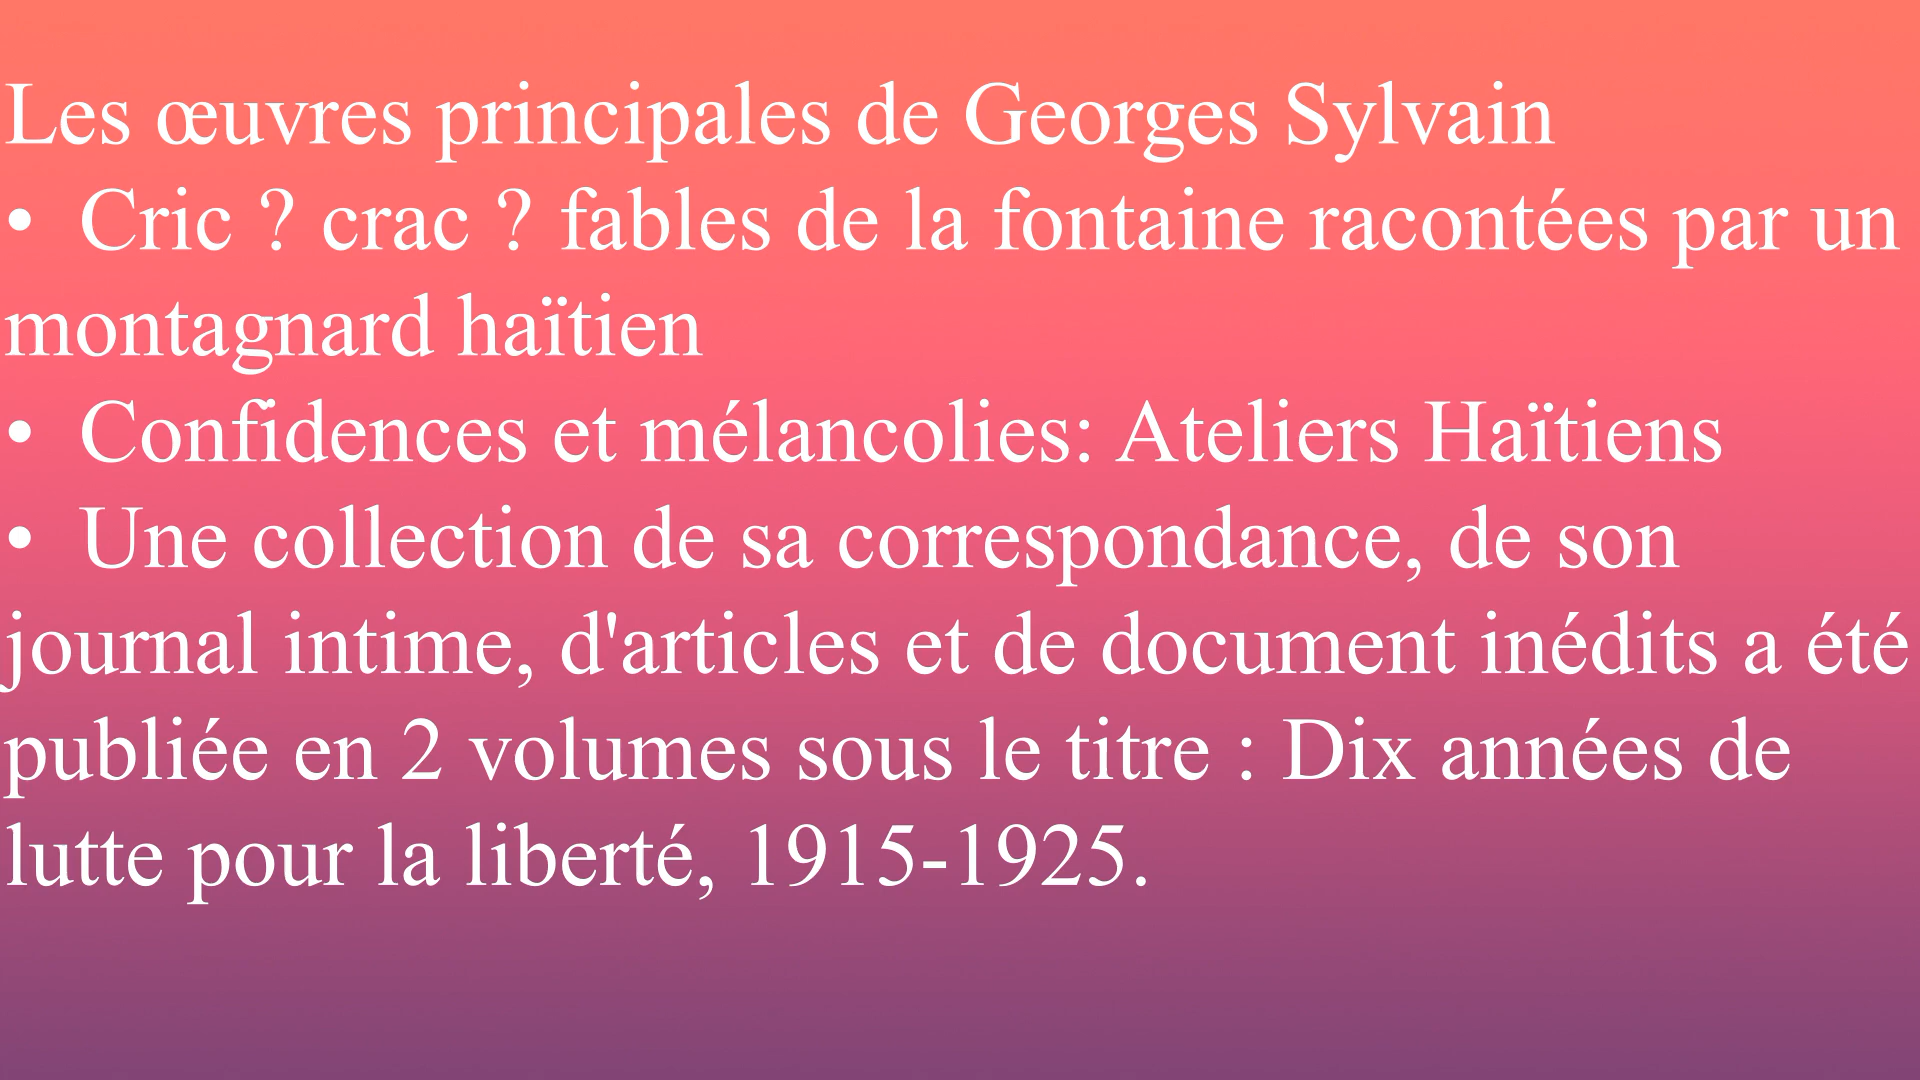 Les œuvres principales de Georges Sylvain
• Cric ? crac ? fables de la fontaine racontées par un
montagnard haïtien
• Confidences et mélancolies: Ateliers Haïtiens
• Une collection de sa correspondance, de son
journal intime, d'articles et de document inédits a été
publiée en 2 volumes sous le titre : Dix années de
lutte pour la liberté, 1915-1925.